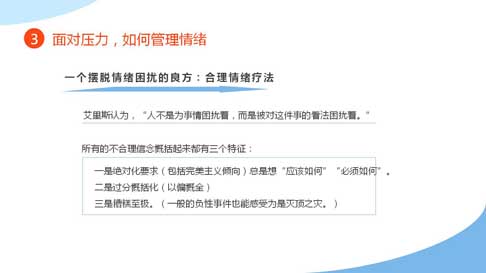 3 面对压力，如何管理情绪
一个摆脱情绪困扰的良方：合理情绪疗法
艾里斯认为，“人不是为事情困扰着，而是被对这件事的看法困扰着。”
所有的不合理信念概括起来都有三个特征：
一是绝对化要求（包括完美主义倾向）总是想“应该如何”“必须如何”。
二是过分概括化（以偏概全）
三是糟糕至极。（一般的负性事件也能感受为是灭顶之灾。）